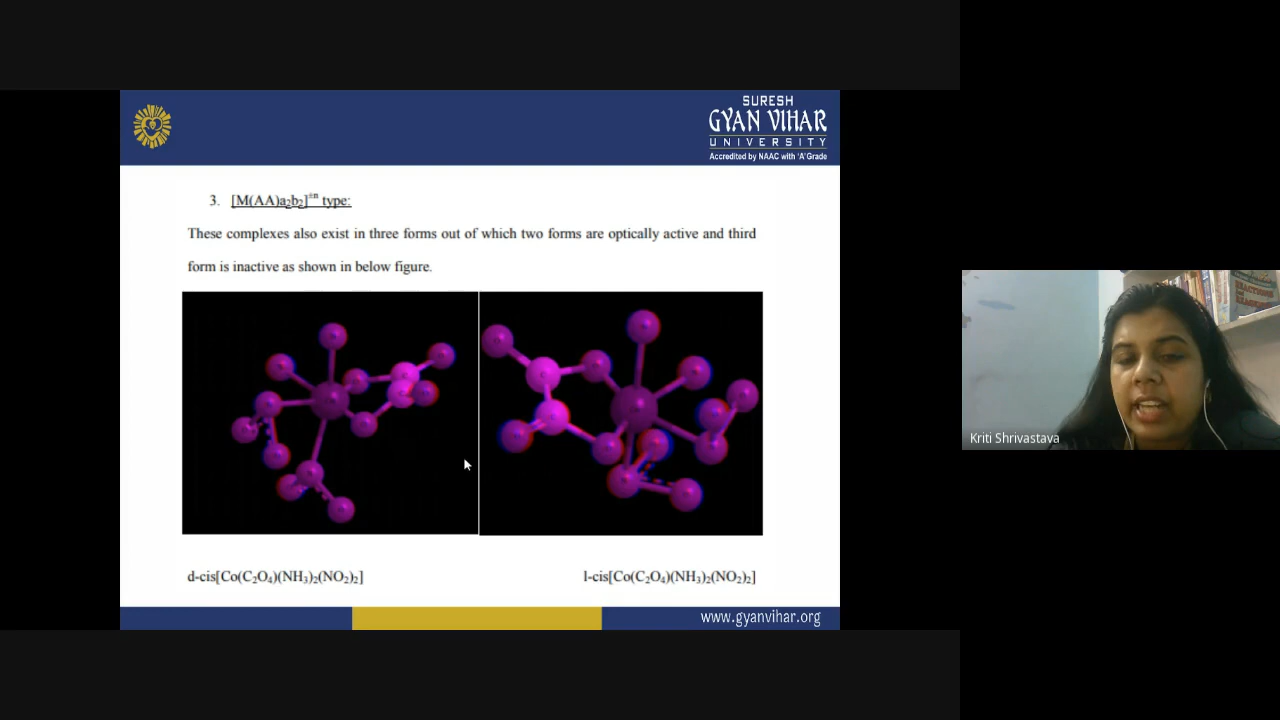 SURESH
GYAN VIHAR
UNIVERSITY
Accredited by NAAC with 'A' Grade
3. [M(AA)a₂b₂]±ⁿ type:
These complexes also exist in three forms out of which two forms are optically active and third
form is inactive as shown in below figure.
d-cis[Co(C₂O₄)(NH₃)₂(NO₂)₂]
l-cis[Co(C₂O₄)(NH₃)₂(NO₂)₂]
www.gyanvihar.org
REACTIONS
Kriti Shrivastava